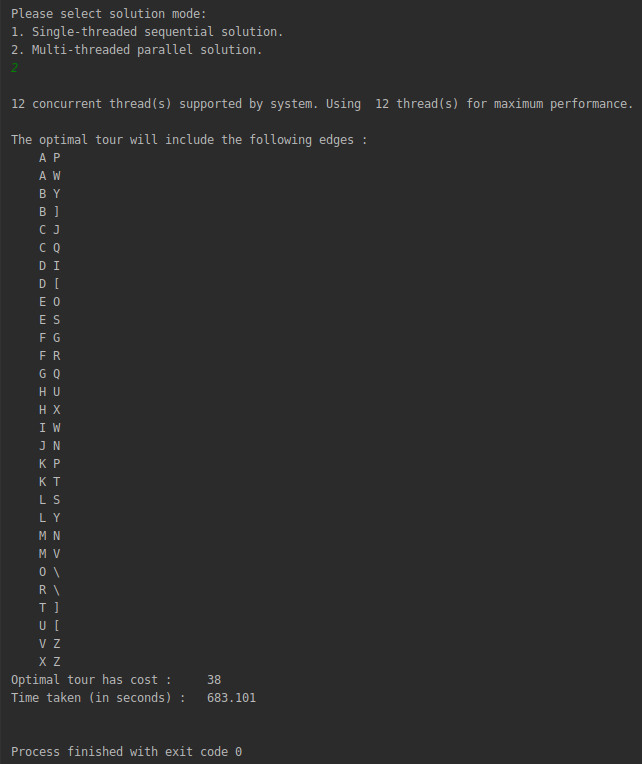 Please select solution mode:
1. Single-threaded sequential solution.
2. Multi-threaded parallel solution.
2
12 concurrent thread(s) supported by system. Using  12 thread(s) for maximum performance.
The optimal tour will include the following edges :
A P
A W
B Y
B ]
C J
C Q
D I
D [
E O
E S
F G
F R
G Q
H U
H X
I W
J N
K P
K T
L S
L Y
M N
M V
O \
R \
T ]
U [
V Z
X Z
Optimal tour has cost :     38
Time taken (in seconds) :   683.101
Process finished with exit code 0